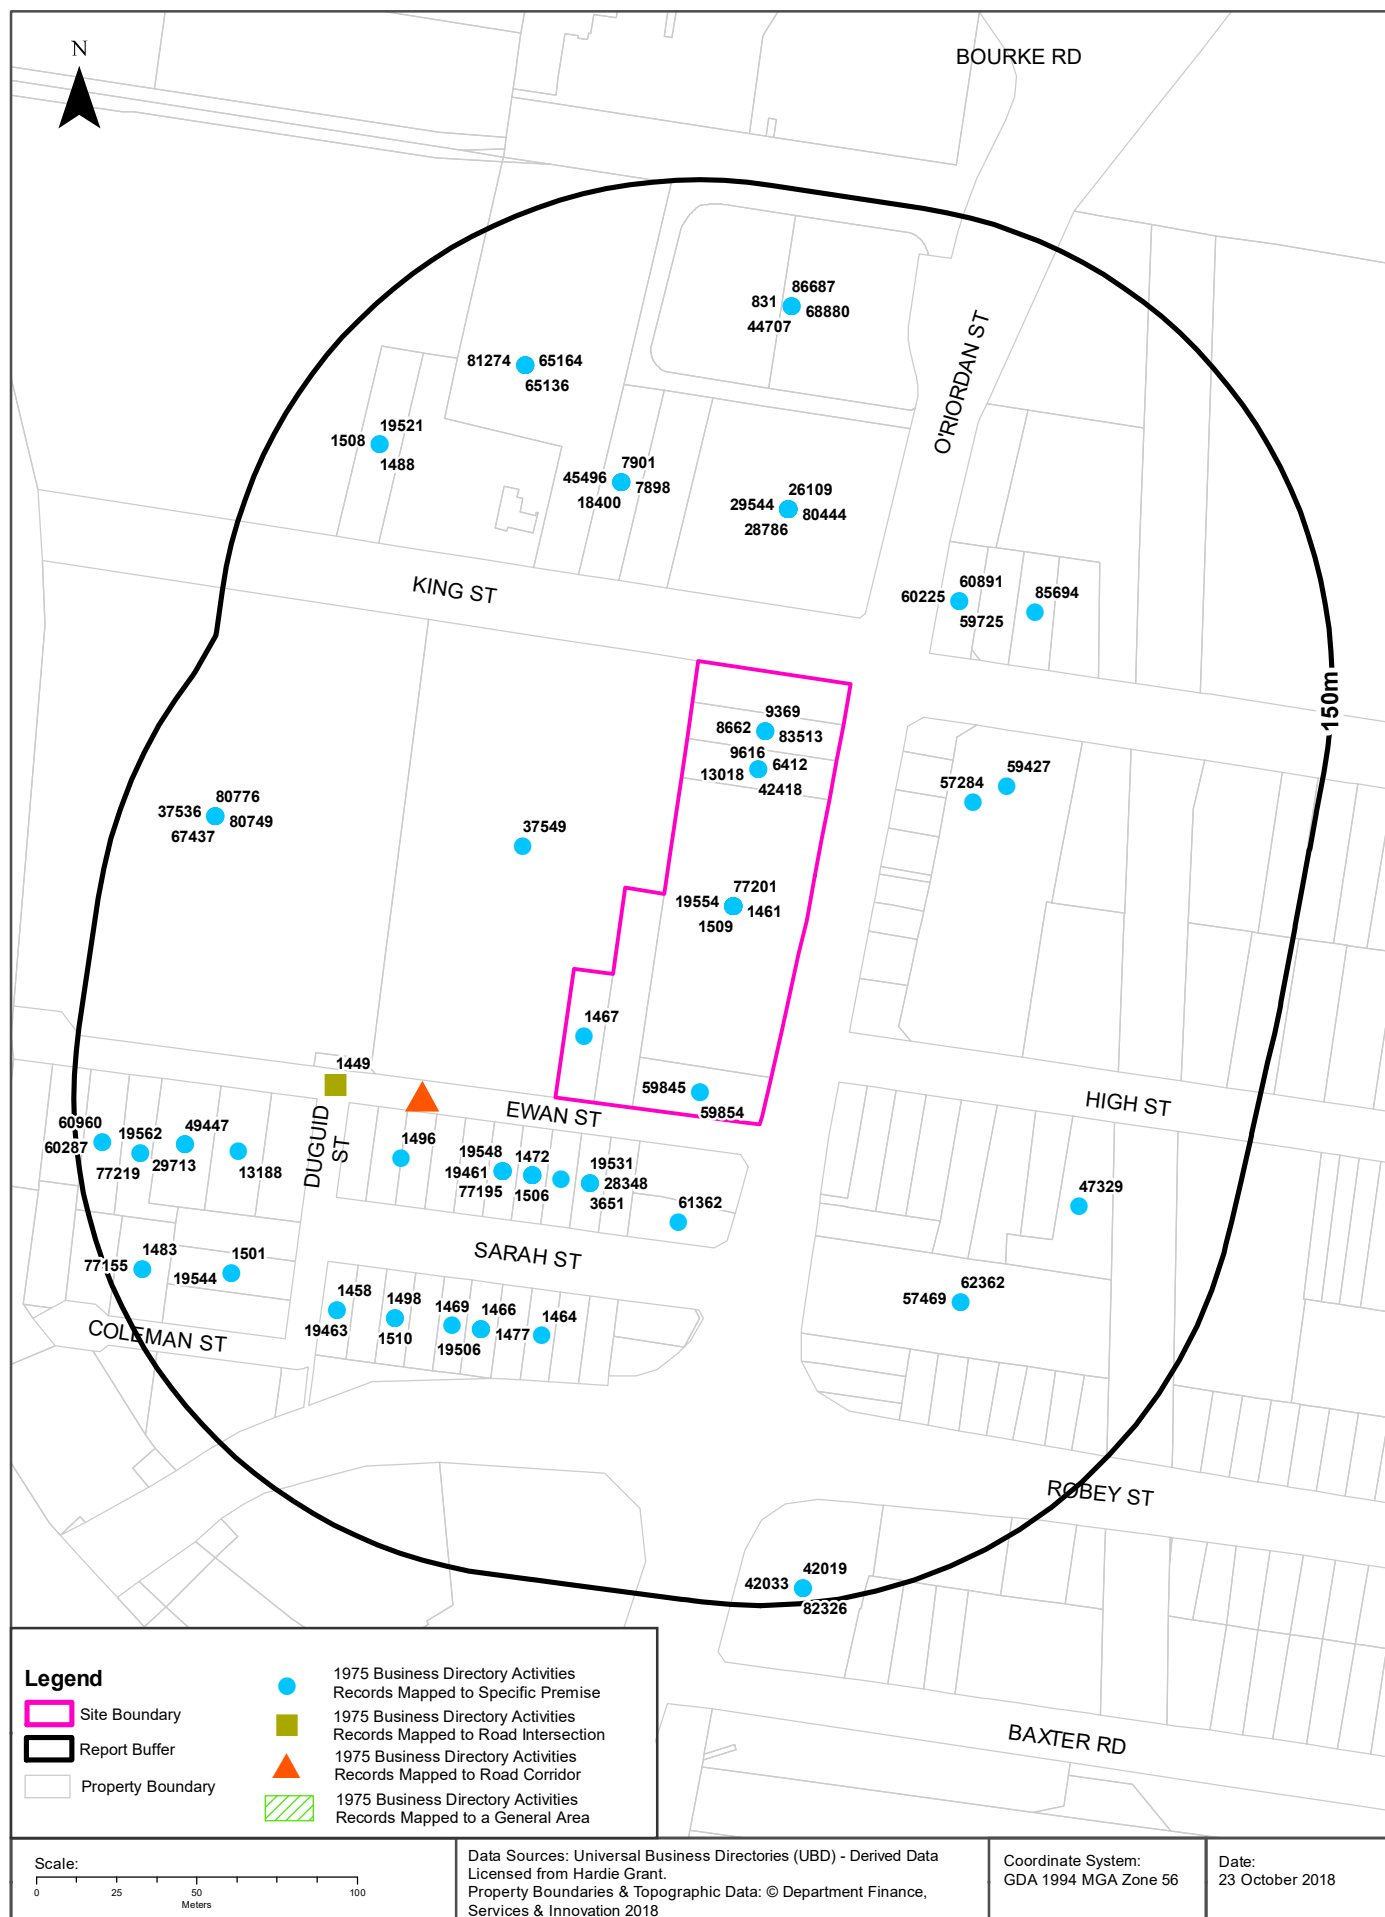 N
BOURKE RD
86687
831
68880
44707
O'RIORDAN ST
81274
65164
65136
19521
1508
1488
7901
45496
7898
18400
26109
29544
80444
28786
KING ST
60891
60225
59725
85694
150m
9369
8662
83513
9616
6412
13018
42418
59427
57284
80776
37536
80749
67437
37549
77201
19554
1461
1509
1467
1449
59845
59854
EWAN ST
HIGH ST
DUGUID
ST
60960
60287
19562
77219
49447
29713
13188
1496
19548
19461
77195
1472
1506
19531
28348
3651
61362
47329
SARAH ST
1483
77155
1501
19544
62362
57469
1458
19463
1498
1510
1469
19506
1466
1477
1464
COLEMAN ST
ROBEY ST
42019
42033
82326
BAXTER RD
Legend
Site Boundary
Report Buffer
Property Boundary
1975 Business Directory Activities
Records Mapped to Specific Premise
1975 Business Directory Activities
Records Mapped to Road Intersection
1975 Business Directory Activities
Records Mapped to Road Corridor
1975 Business Directory Activities
Records Mapped to a General Area
Scale:
0 25 50 100
Meters
Data Sources: Universal Business Directories (UBD) - Derived Data
Licensed from Hardie Grant.
Property Boundaries & Topographic Data: © Department Finance,
Services & Innovation 2018
Coordinate System:
GDA 1994 MGA Zone 56
Date:
23 October 2018